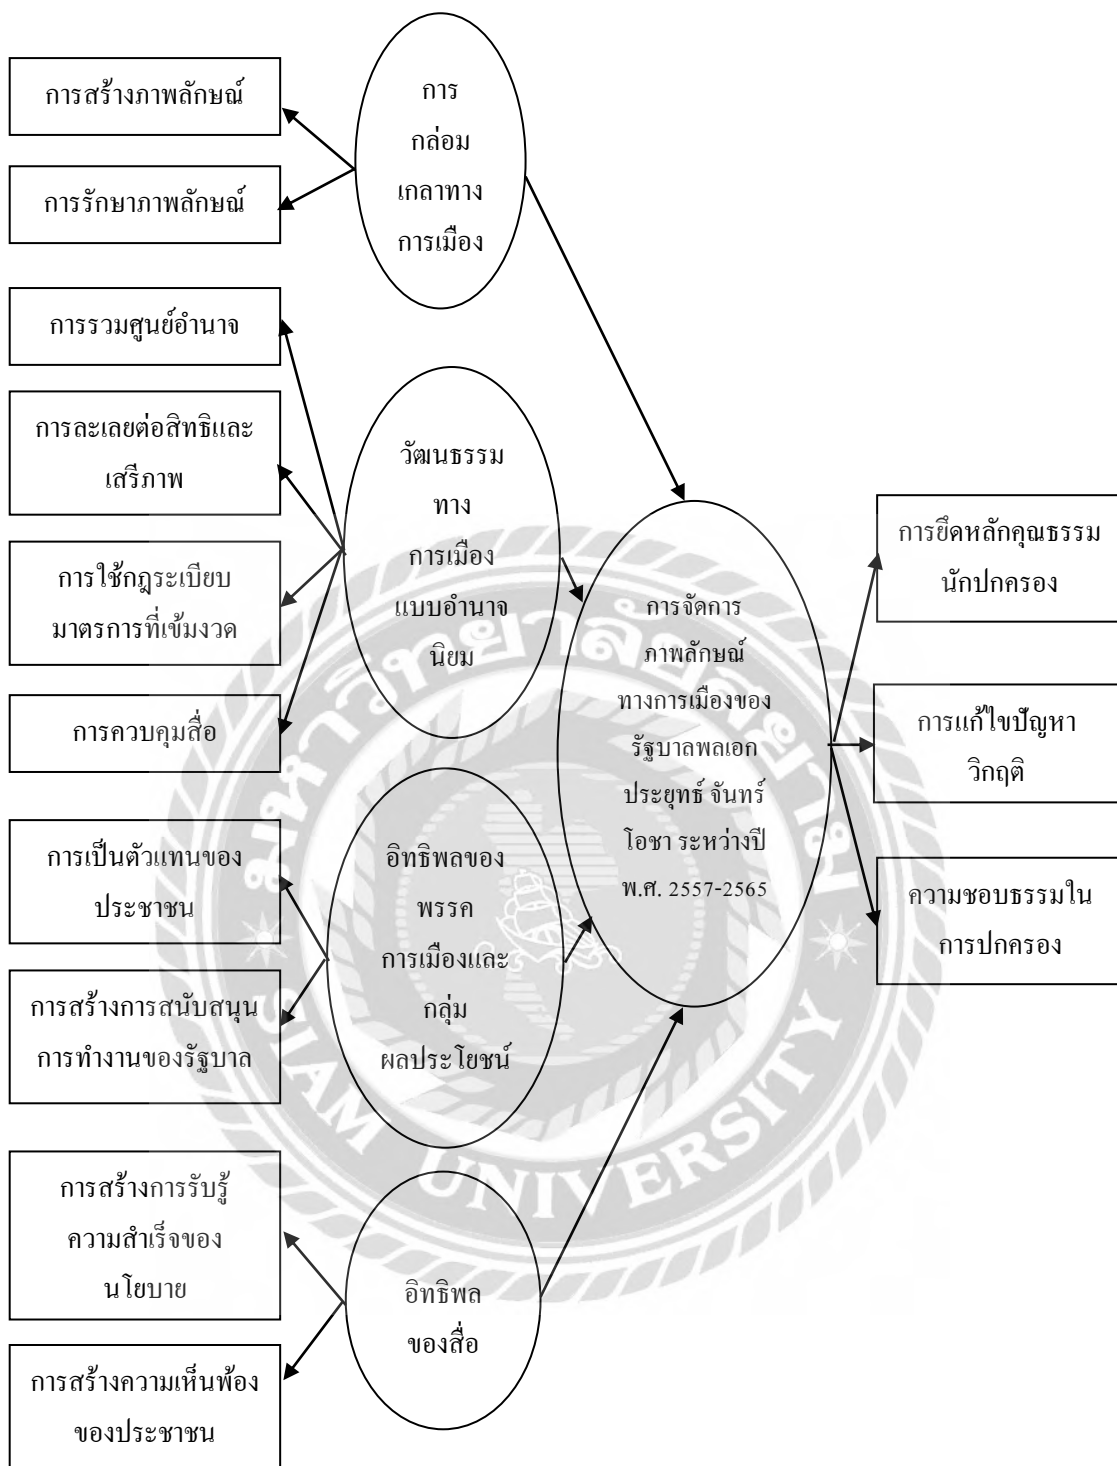 การสร้างภาพลักษณ์
การรักษาภาพลักษณ์
การ
กล่อม
เกลาทาง
การเมือง
การรวมศูนย์อำนาจ
การละเลยต่อสิทธิและ
เสรีภาพ
การใช้กฎระเบียบ
มาตรการที่เข้มงวด
การควบคุมสื่อ
วัฒนธรรม
ทาง
การเมือง
แบบอำนาจ
นิยม
การเป็นตัวแทนของ
ประชาชน
การสร้างการสนับสนุน
การทำงานของรัฐบาล
อิทธิพลของ
พรรค
การเมืองและ
กลุ่ม
ผลประโยชน์
การสร้างการรับรู้
ความสำเร็จของ
นโยบาย
การสร้างความเห็นพ้อง
ของประชาชน
อิทธิพล
ของสื่อ
การจัดการ
ภาพลักษณ์
ทางการเมืองของ
รัฐบาลพลเอก
ประยุทธ์ จันทร์
โอชา ระหว่างปี
พ.ศ. 2557-2565
การยึดหลักคุณธรรม
นักปกครอง
การแก้ไขปัญหา
วิกฤติ
ความชอบธรรมใน
การปกครอง
มหาวิทยาลัยสยาม
SIAM UNIVERSITY